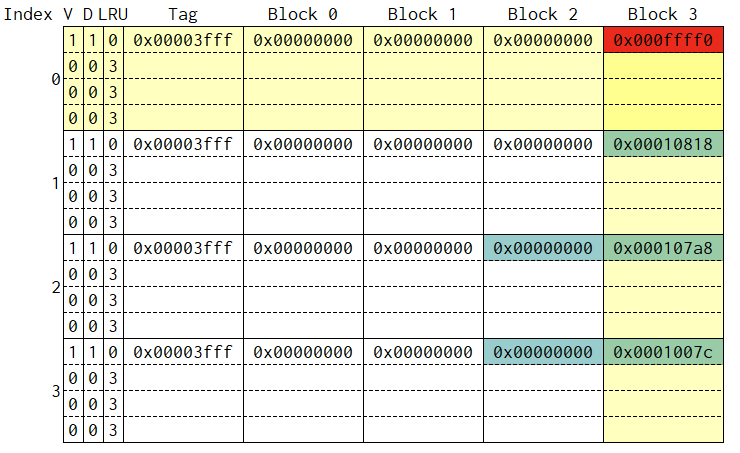 Index V D LRU Tag Block 0 Block 1 Block 2 Block 3
1 1 0 0x00003fff 0x00000000 0x00000000 0x00000000 0x000ffff0
0 0 3
0
0 0 3
0 0 3
1 1 0 0x00003fff 0x00000000 0x00000000 0x00000000 0x00010818
0 0 3
1
0 0 3
0 0 3
1 1 0 0x00003fff 0x00000000 0x00000000 0x00000000 0x000107a8
0 0 3
2
0 0 3
0 0 3
1 1 0 0x00003fff 0x00000000 0x00000000 0x00000000 0x0001007c
0 0 3
3
0 0 3
0 0 3